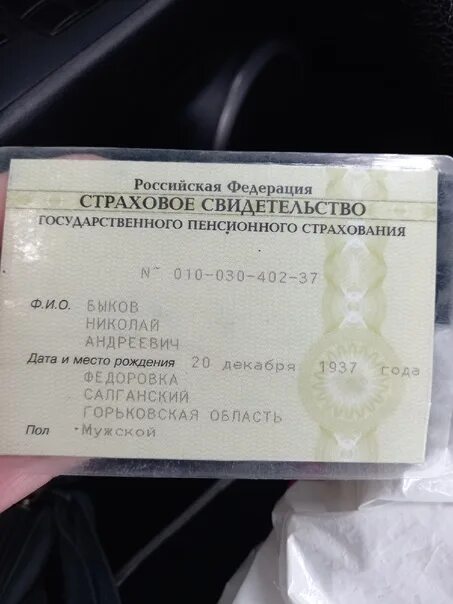 Российская Федерация
СТРАХОВОЕ СВИДЕТЕЛЬСТВО
ГОСУДАРСТВЕННОГО ПЕНСИОННОГО СТРАХОВАНИЯ
N~ 010-030-402-37
Ф.И.О. БЫКОВ
НИКОЛАЙ
АНДРЕЕВИЧ
Дата и место рождения 20 декабря 1937 года
ФЕДОРОВКА
САЛГАНСКИЙ
ГОРЬКОВСКАЯ ОБЛАСТЬ
Пол Мужской